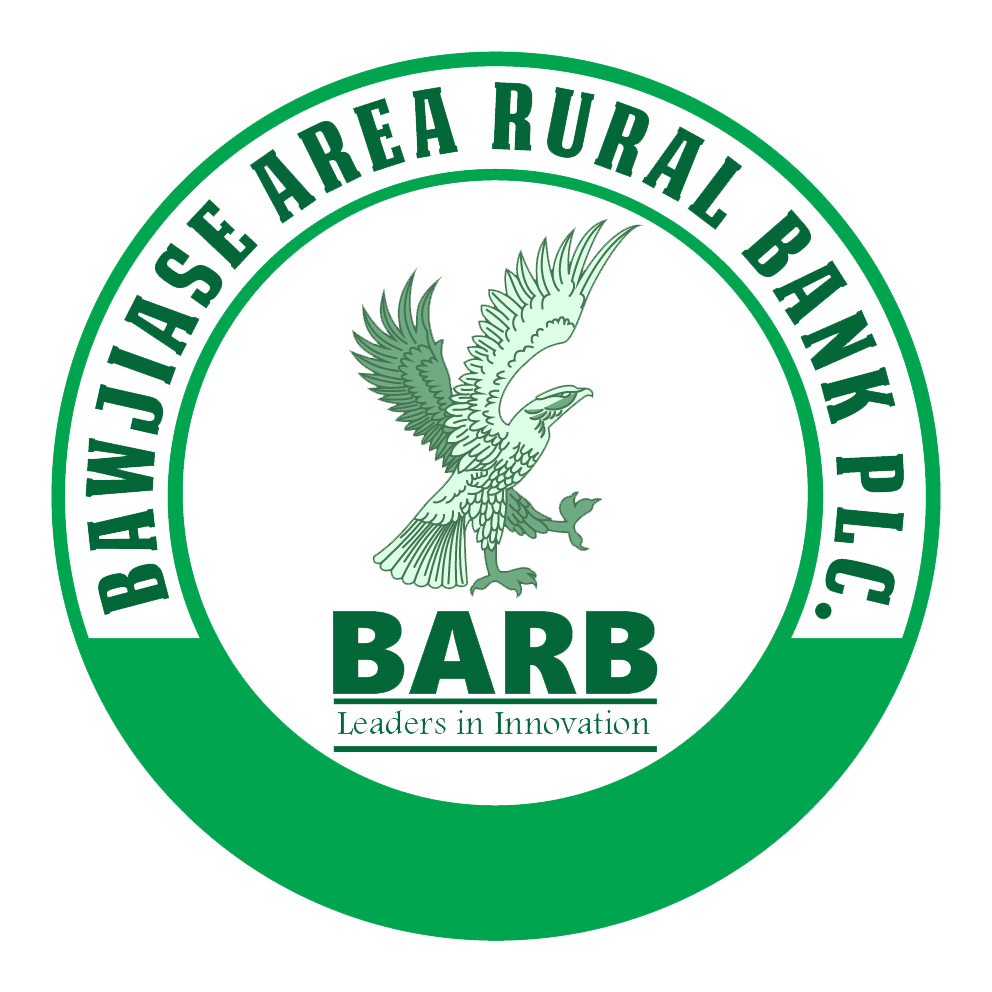 BAWJIASE AREA RURAL BANK PLC.
BARB
Leaders in Innovation